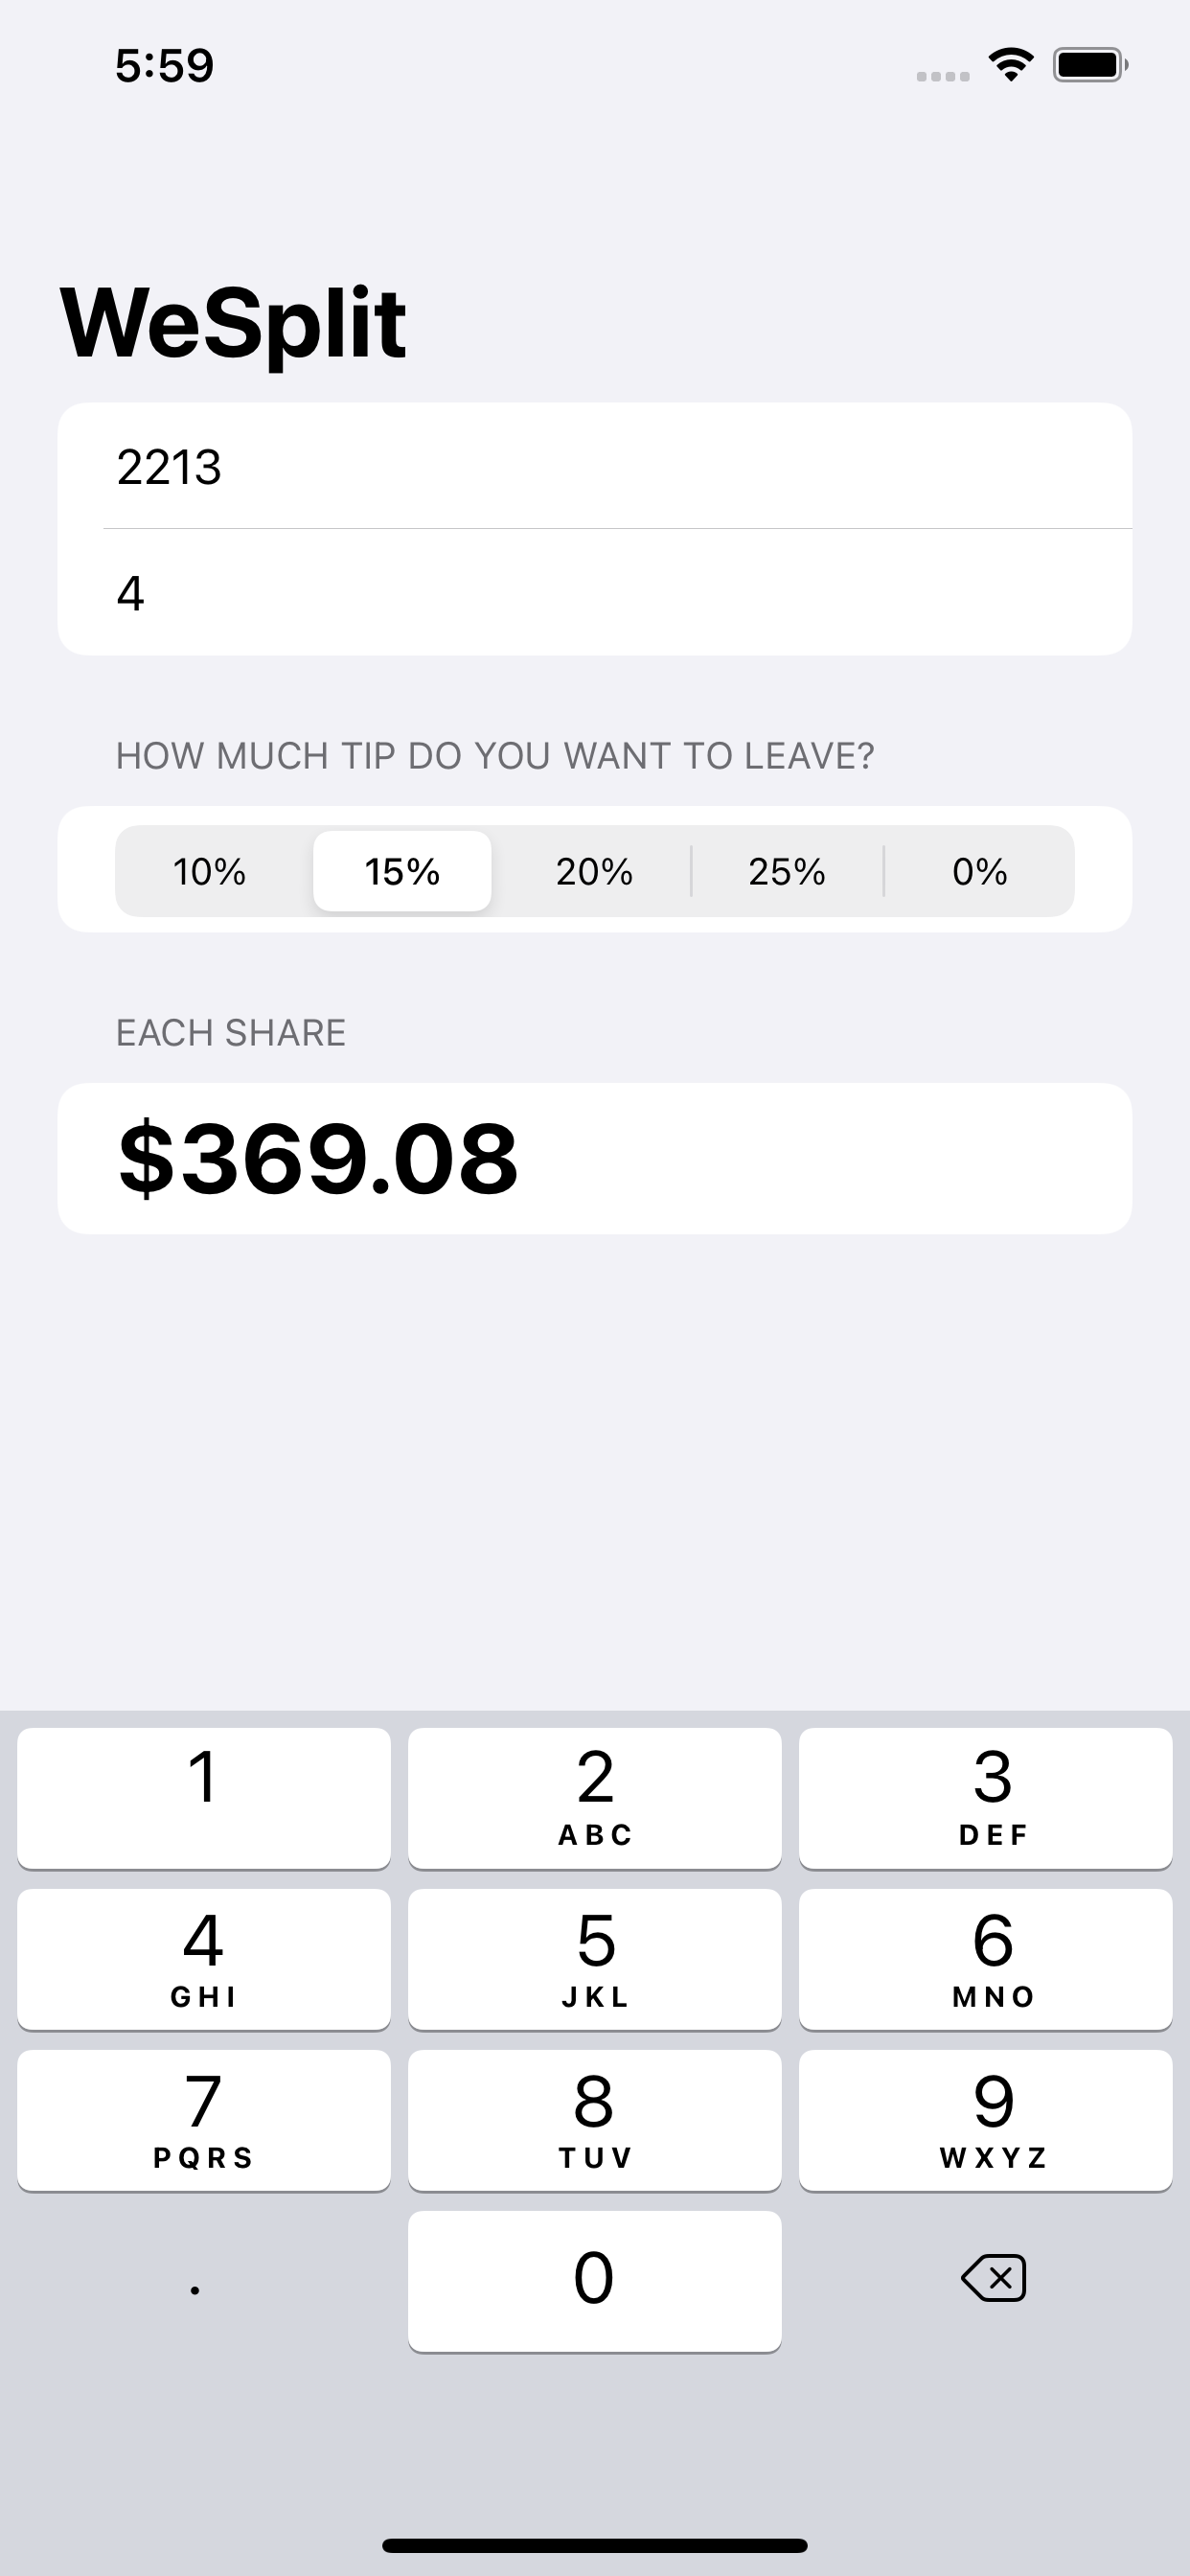 5:59
WeSplit
2213
4
HOW MUCH TIP DO YOU WANT TO LEAVE?
10% 15% 20% 25% 0%
EACH SHARE
$369.08
1 2 3
ABC DEF
4 5 6
GHI JKL MNO
7 8 9
PQRS TUV WXYZ
. 0